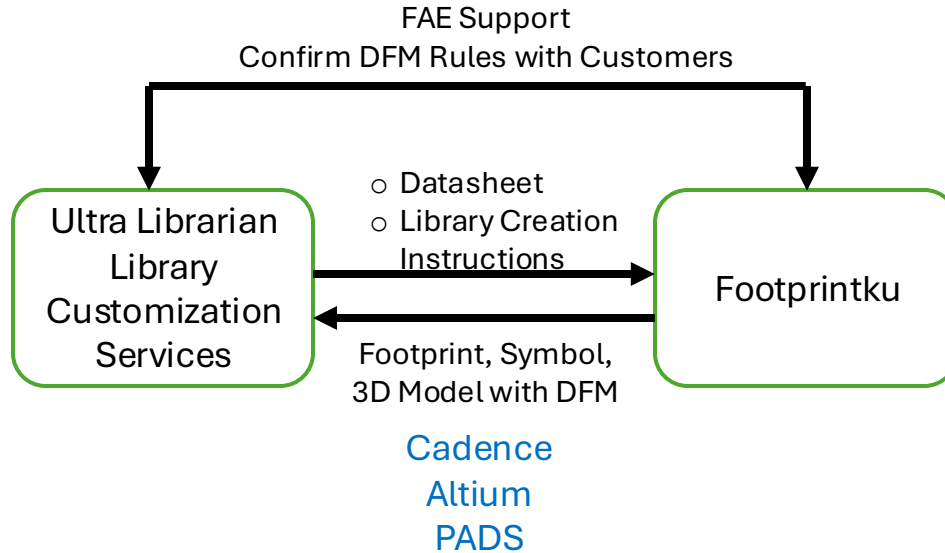 FAE Support
Confirm DFM Rules with Customers
○ Datasheet
○ Library Creation
Instructions
Ultra Librarian
Library
Customization
Services
Footprintku
Footprint, Symbol,
3D Model with DFM
Cadence
Altium
PADS